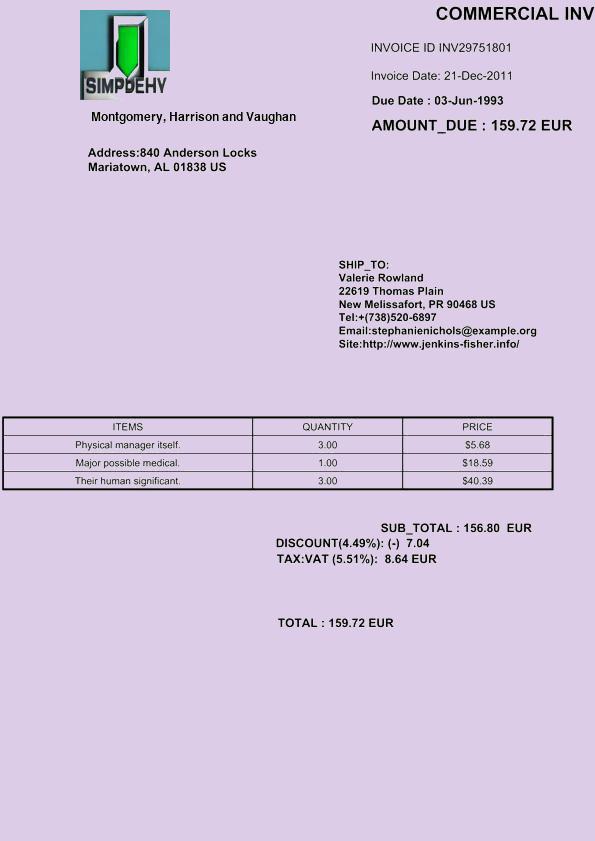 COMMERCIAL INV
SIMPDEHY
INVOICE ID INV29751801
Invoice Date: 21-Dec-2011
Due Date : 03-Jun-1993
AMOUNT_DUE : 159.72 EUR
Montgomery, Harrison and Vaughan
Address:840 Anderson Locks
Mariatown, AL 01838 US
SHIP_TO:
Valerie Rowland
22619 Thomas Plain
New Melissafort, PR 90468 US
Tel:+(738)520-6897
Email:stephanienichols@example.org
Site:http://www.jenkins-fisher.info/
ITEMS QUANTITY PRICE
Physical manager itself. 3.00 $5.68
Major possible medical. 1.00 $18.59
Their human significant. 3.00 $40.39
SUB_TOTAL : 156.80 EUR
DISCOUNT(4.49%): (-) 7.04
TAX:VAT (5.51%): 8.64 EUR
TOTAL : 159.72 EUR